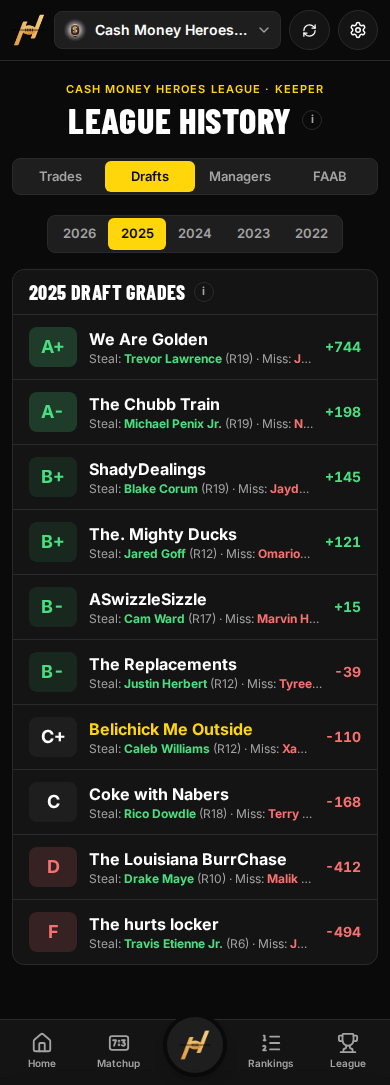 Cash Money Heroes...
CASH MONEY HEROES LEAGUE · KEEPER
LEAGUE HISTORY i
Trades Drafts Managers FAAB
2026 2025 2024 2023 2022
2025 DRAFT GRADES i
A+ We Are Golden +744
Steal: Trevor Lawrence (R19) · Miss: J...
A- The Chubb Train +198
Steal: Michael Penix Jr. (R19) · Miss: N...
B+ ShadyDealings +145
Steal: Blake Corum (R19) · Miss: Jayd...
B+ The. Mighty Ducks +121
Steal: Jared Goff (R12) · Miss: Omario...
B- ASwizzleSizzle +15
Steal: Cam Ward (R17) · Miss: Marvin H...
B- The Replacements -39
Steal: Justin Herbert (R12) · Miss: Tyree...
C+ Belichick Me Outside -110
Steal: Caleb Williams (R12) · Miss: Xa...
C Coke with Nabers -168
Steal: Rico Dowdle (R18) · Miss: Terry ...
D The Louisiana BurrChase -412
Steal: Drake Maye (R10) · Miss: Malik ...
F The hurts locker -494
Steal: Travis Etienne Jr. (R6) · Miss: J...
7:3
Home Matchup Rankings League